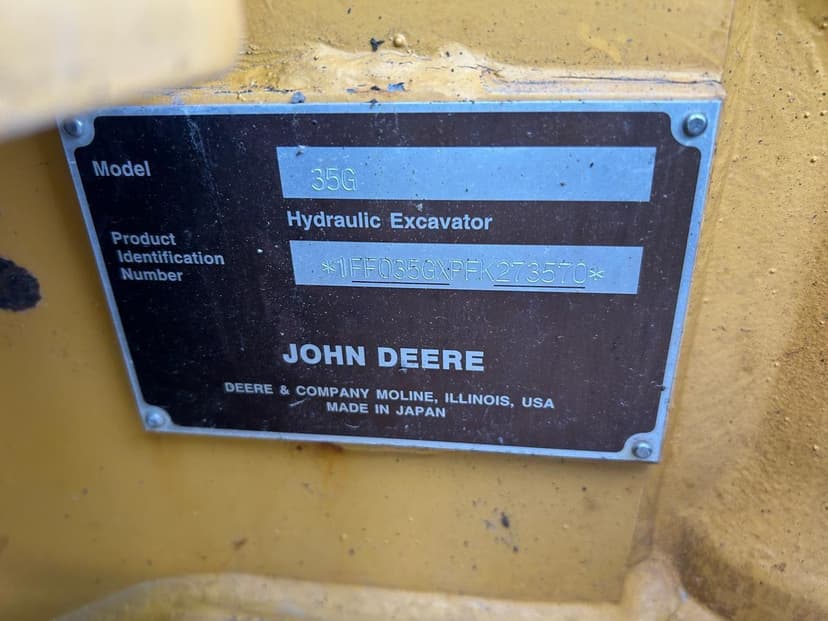 Model 35G
Hydraulic Excavator
Product
Identification
Number
*1FF035GXPFK273570*
JOHN DEERE
DEERE & COMPANY MOLINE, ILLINOIS, USA
MADE IN JAPAN